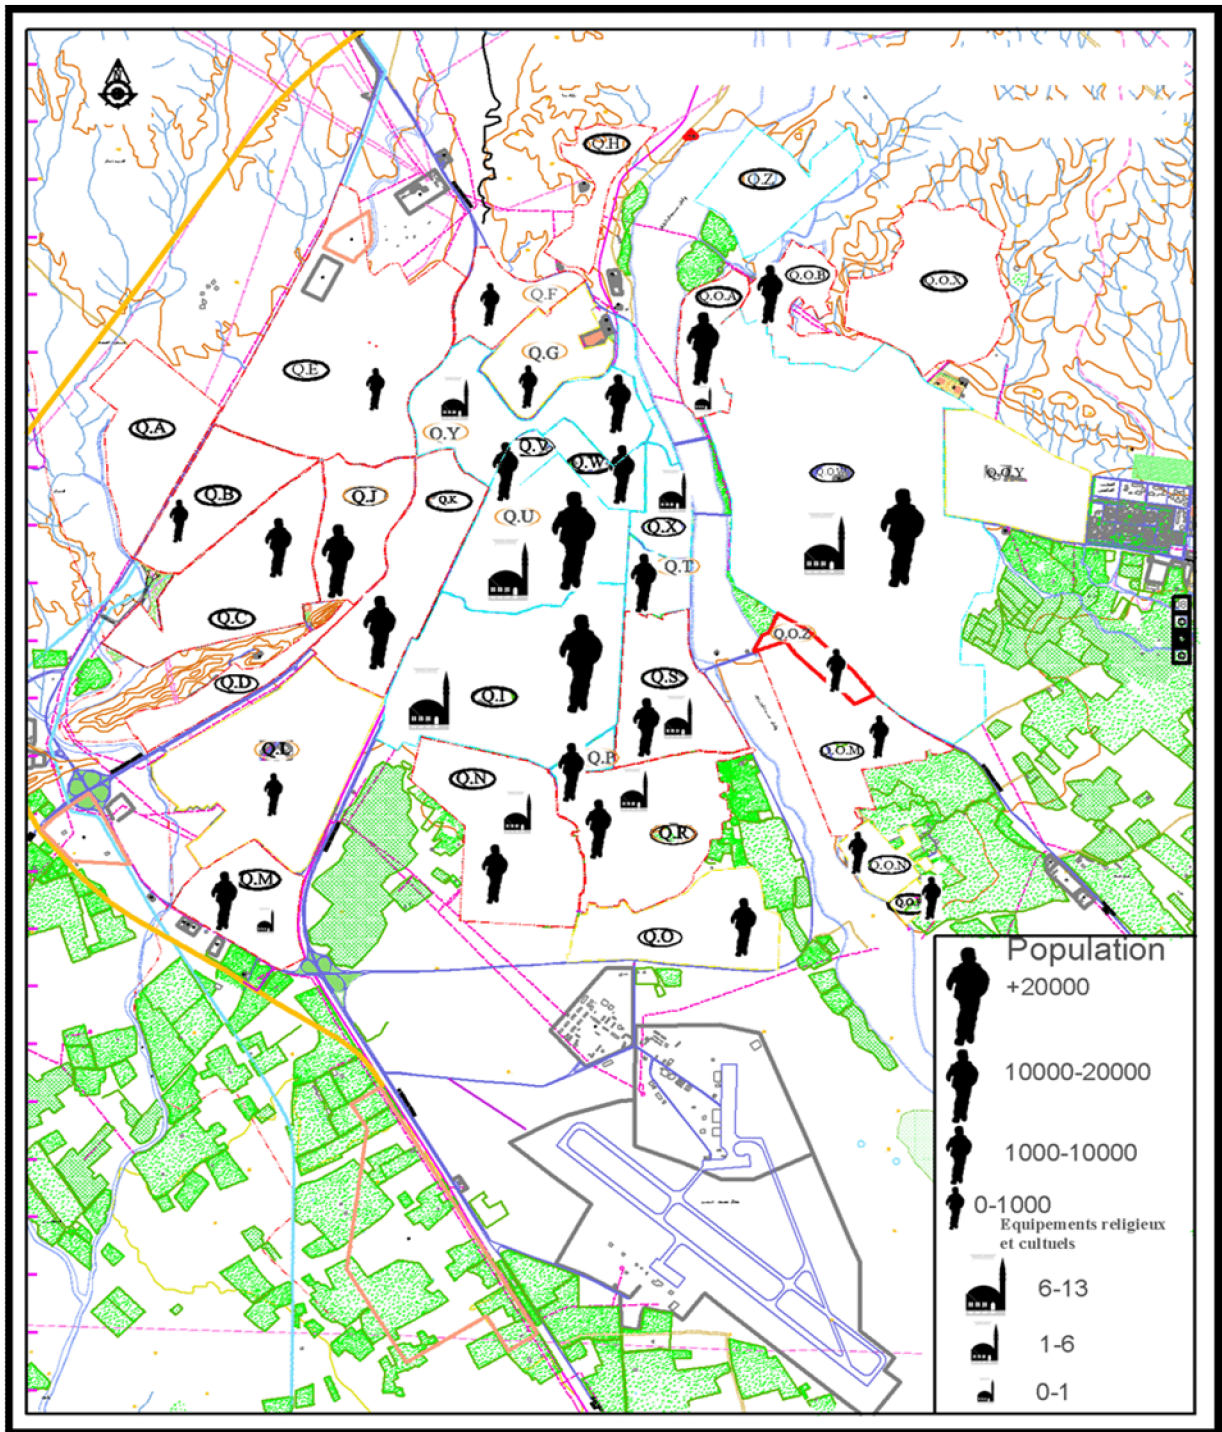 N
Q.H
Q.Z
Q.O.B
Q.O.X
Q.O.A
Q.F
Q.G
Q.E
Q.A
Q.Y
Q.V
Q.W
Q.O.Y
Q.B
Q.J
Q.K
Q.U
Q.X
Q.T
Q.C
Q.O.Z
Q.D
Q.S
Q.I
Q.L
Q.P
Q.O.M
Q.N
Q.R
Q.O.N
Q.M
Q.O
Population
+20000
10000-20000
1000-10000
0-1000
Equipements religieux
et cultuels
6-13
1-6
0-1